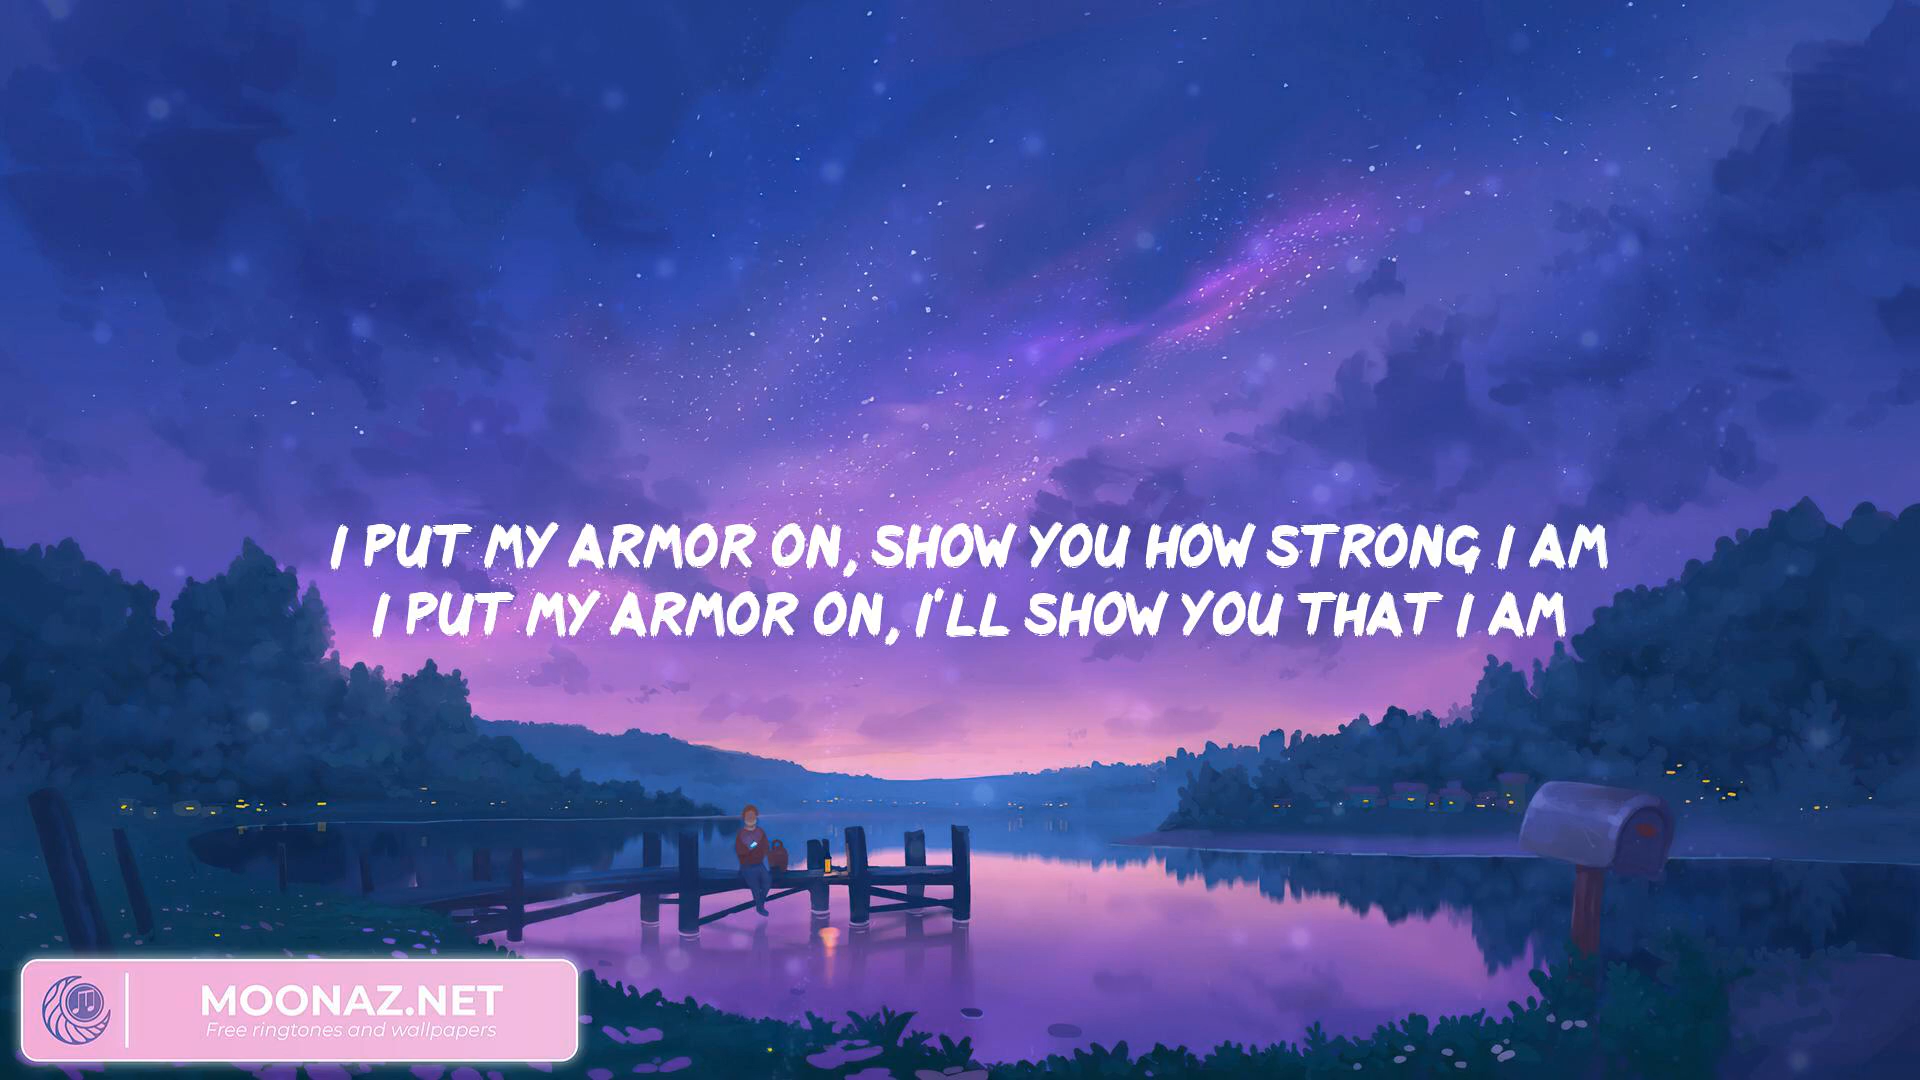 I PUT MY ARMOR ON, SHOW YOU HOW STRONG I AM
I PUT MY ARMOR ON, I'LL SHOW YOU THAT I AM
MOONAZ.NET
Free ringtones and wallpapers